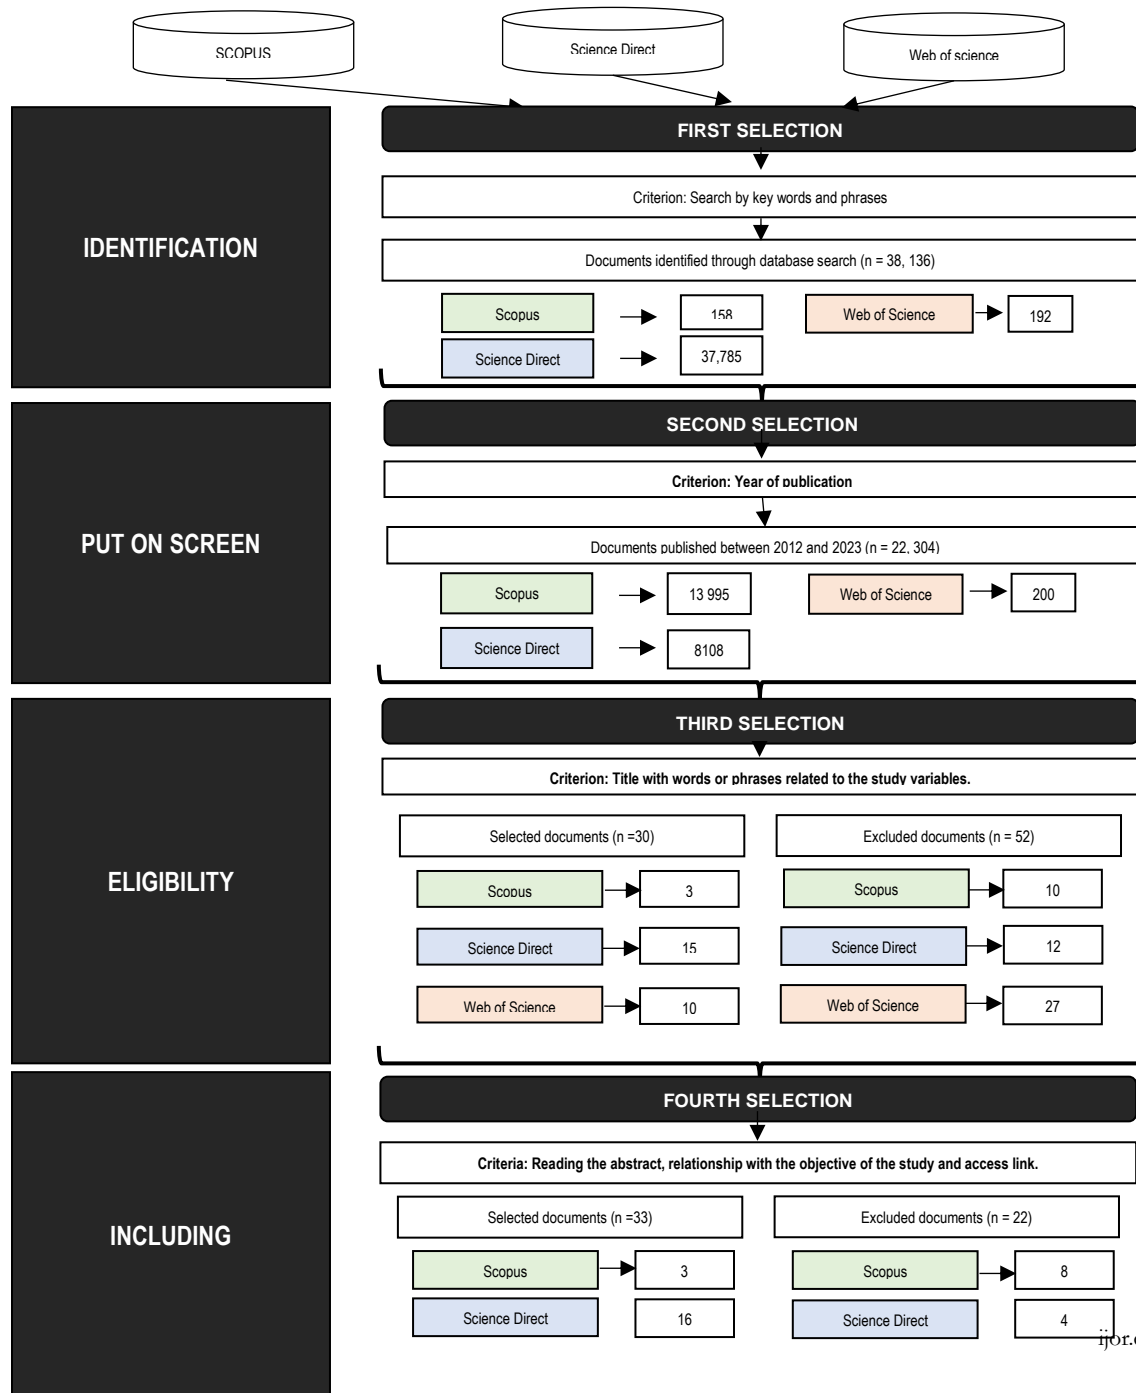 SCOPUS
Science Direct
Web of science
IDENTIFICATION
FIRST SELECTION
Criterion: Search by key words and phrases
Documents identified through database search (n = 38, 136)
Scopus 158 Web of Science 192
Science Direct 37,785
PUT ON SCREEN
SECOND SELECTION
Criterion: Year of publication
Documents published between 2012 and 2023 (n = 22, 304)
Scopus 13 995 Web of Science 200
Science Direct 8108
ELIGIBILITY
THIRD SELECTION
Criterion: Title with words or phrases related to the study variables.
Selected documents (n =30) Excluded documents (n = 52)
Scopus 3 Scopus 10
Science Direct 15 Science Direct 12
Web of Science 10 Web of Science 27
INCLUDING
FOURTH SELECTION
Criteria: Reading the abstract, relationship with the objective of the study and access link.
Selected documents (n =33) Excluded documents (n = 22)
Scopus 3 Scopus 8
Science Direct 16 Science Direct 4